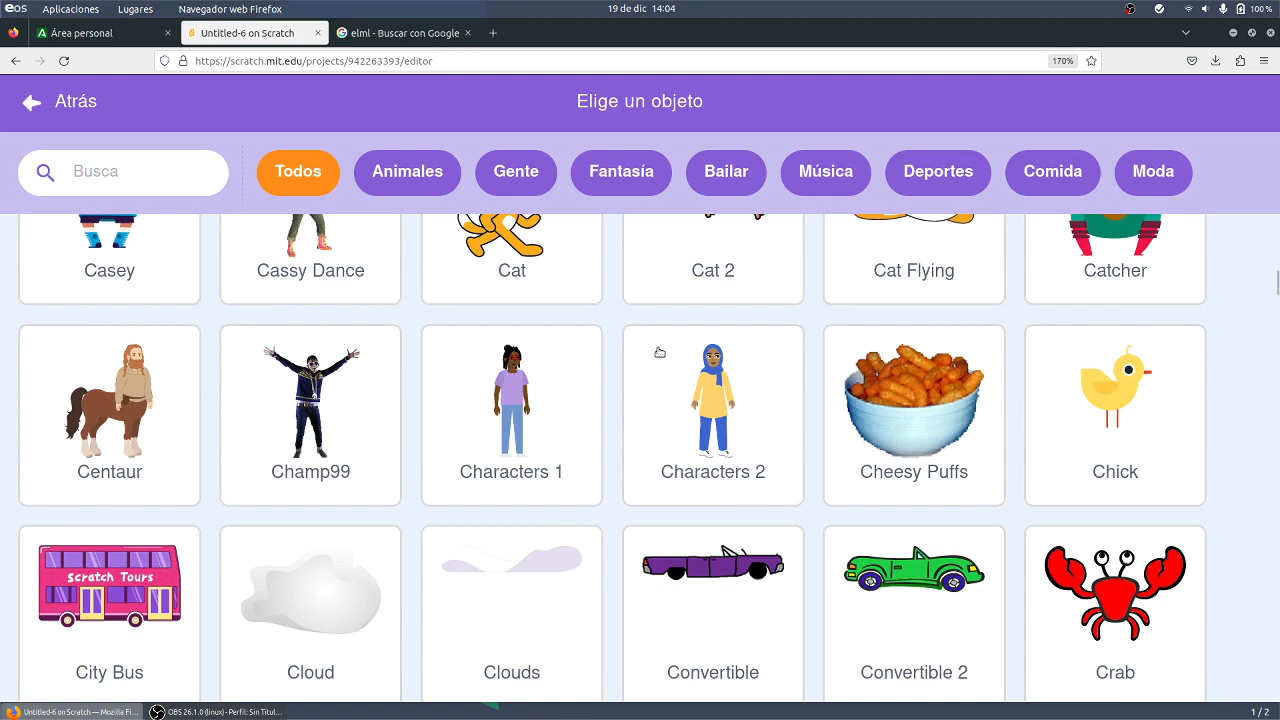 eos Aplicaciones Lugares Navegador web Firefox 19 de dic 14:04 100 %
Área personal Untitled-6 on Scratch elml - Buscar con Google
https://scratch.mit.edu/projects/942263393/editor 170%
Atrás Elige un objeto
Busca Todos Animales Gente Fantasía Bailar Música Deportes Comida Moda
Casey Cassy Dance Cat Cat 2 Cat Flying Catcher
Centaur Champ99 Characters 1 Characters 2 Cheesy Puffs Chick
Scratch Tours
City Bus Cloud Clouds Convertible Convertible 2 Crab
Untitled-6 on Scratch — Mozilla Fi... OBS 26.1.0 (linux) - Perfil: Sin Titul... 1 / 2